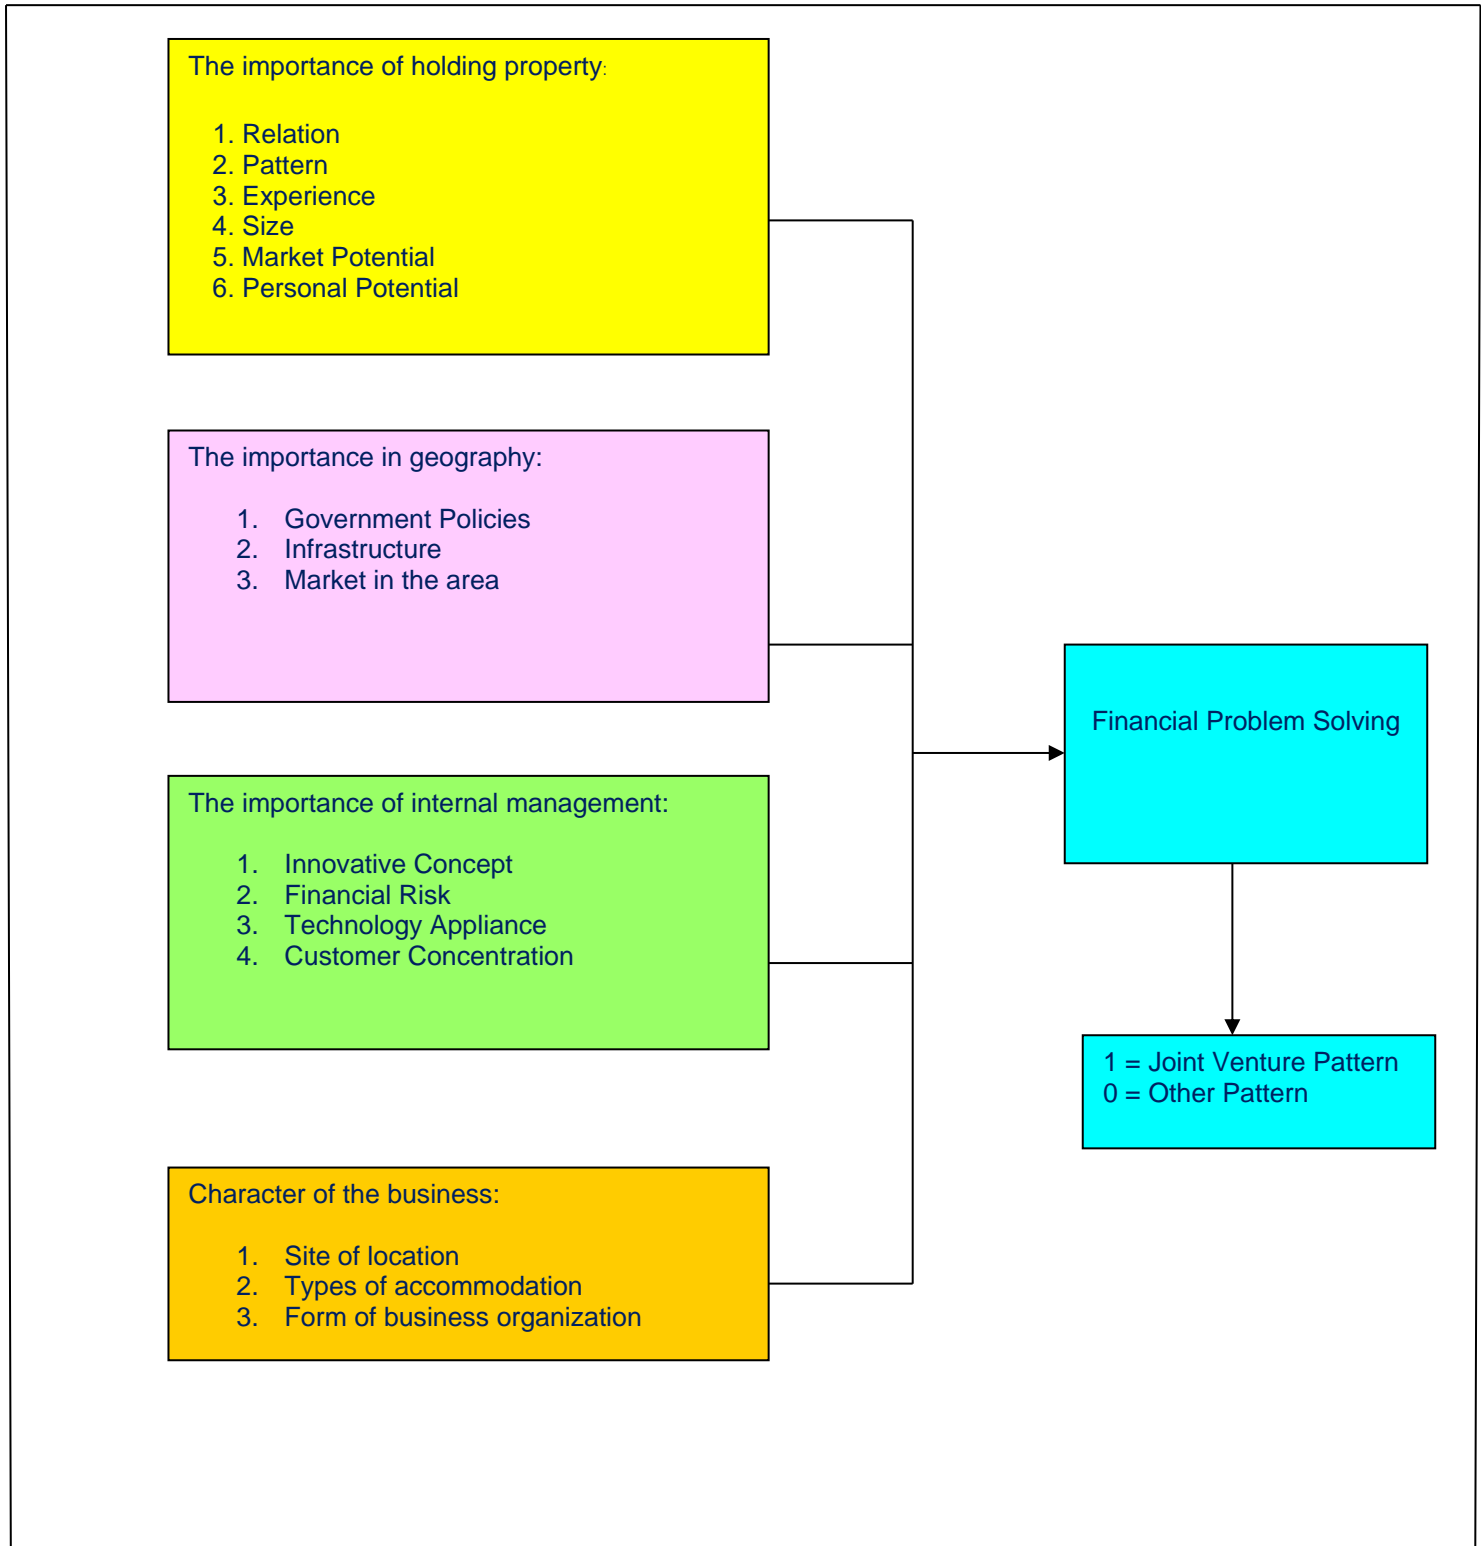 The importance of holding property:
1. Relation
2. Pattern
3. Experience
4. Size
5. Market Potential
6. Personal Potential
The importance in geography:
1. Government Policies
2. Infrastructure
3. Market in the area
Financial Problem Solving
The importance of internal management:
1. Innovative Concept
2. Financial Risk
3. Technology Appliance
4. Customer Concentration
1 = Joint Venture Pattern
0 = Other Pattern
Character of the business:
1. Site of location
2. Types of accommodation
3. Form of business organization